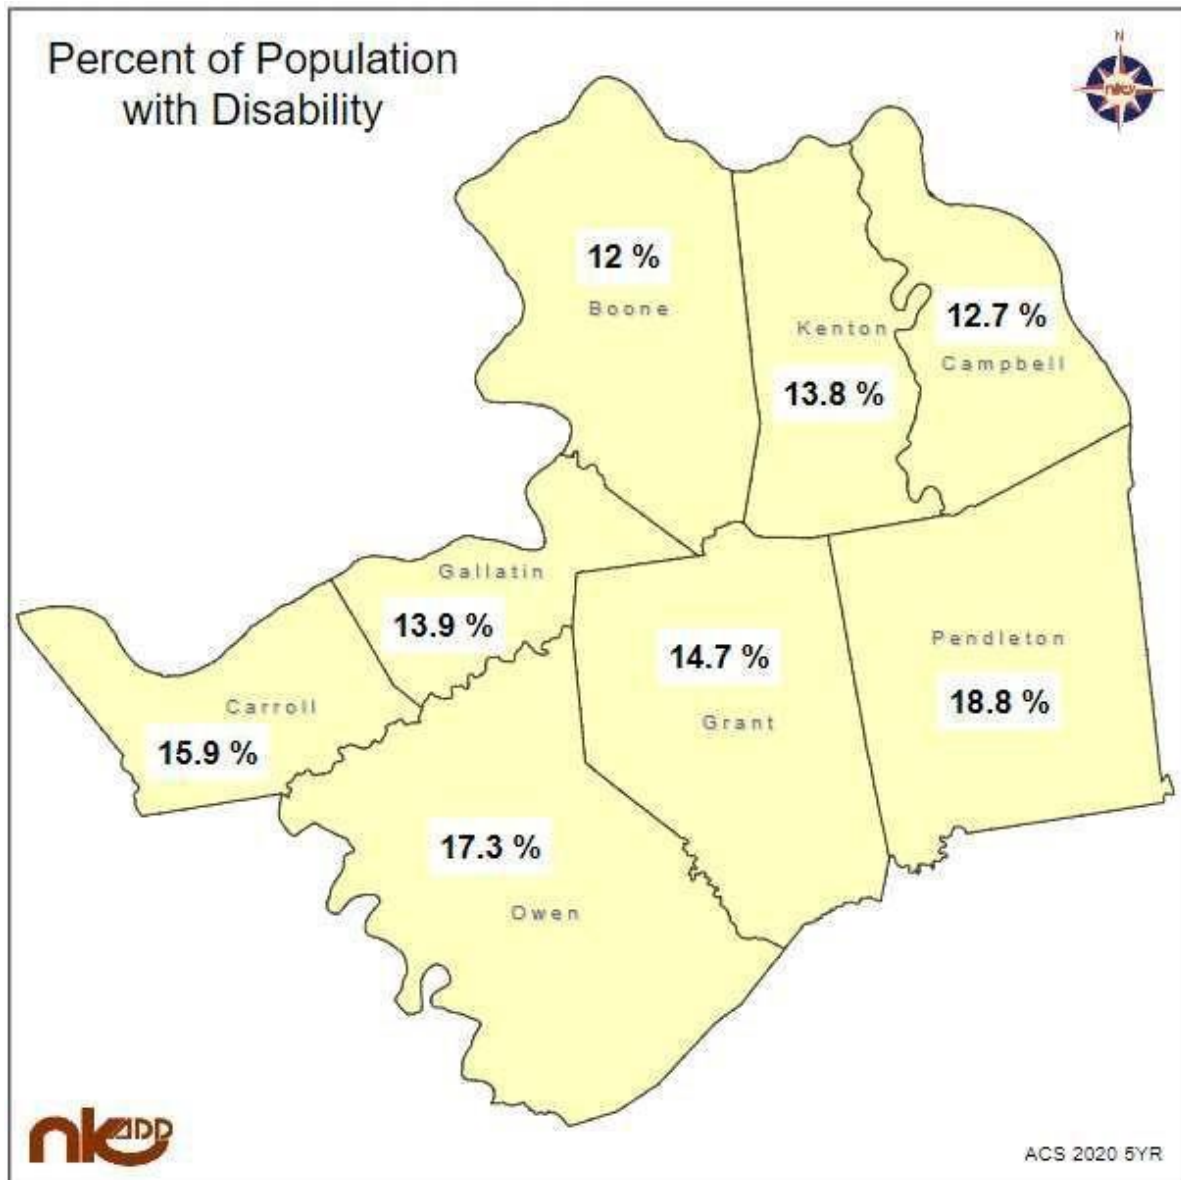 Percent of Population
with Disability
N
nkY
12 %
Boone
Kenton
13.8 %
12.7 %
Campbell
Gallatin
13.9 %
14.7 %
Grant
Pendleton
18.8 %
Carroll
15.9 %
17.3 %
Owen
nkADD
ACS 2020 5YR